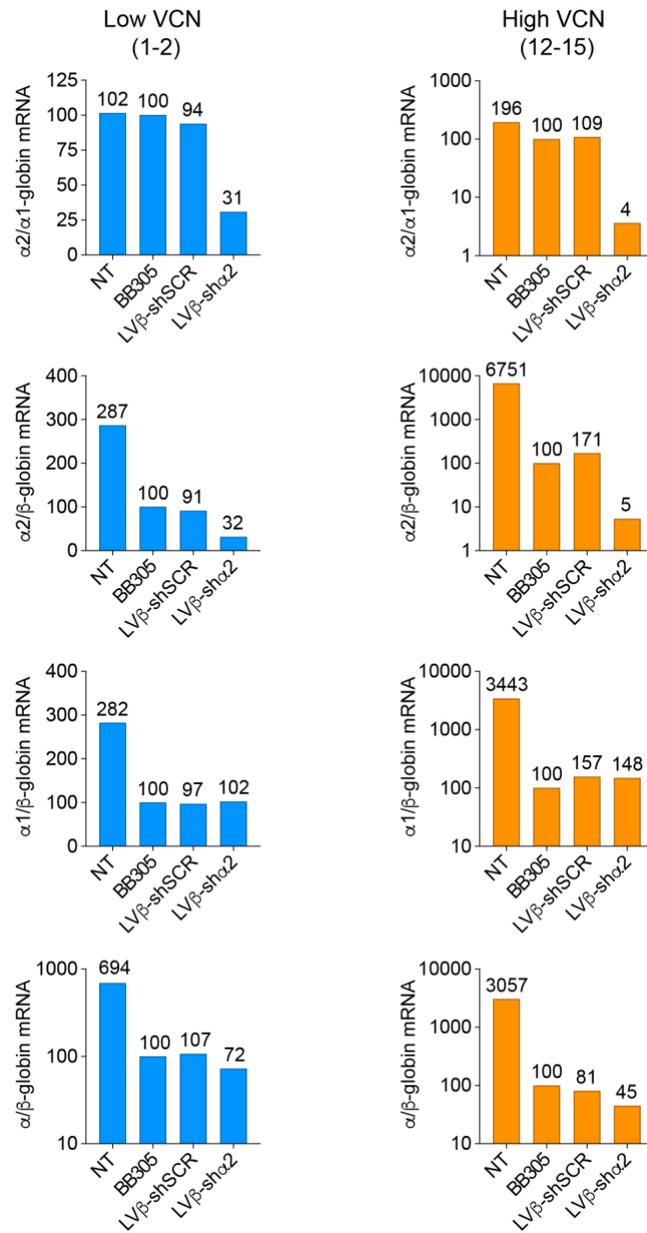 Low VCN
(1-2)
High VCN
(12-15)
α2/α1-globin mRNA
125
100
75
50
25
0
102
100
94
31
NT
BB305
LVβ-shSCR
LVβ-shα2
α2/α1-globin mRNA
1000
100
10
1
196
100
109
4
NT
BB305
LVβ-shSCR
LVβ-shα2
α2/β-globin mRNA
400
300
200
100
0
287
100
91
32
NT
BB305
LVβ-shSCR
LVβ-shα2
α2/β-globin mRNA
10000
1000
100
10
1
6751
100
171
5
NT
BB305
LVβ-shSCR
LVβ-shα2
α1/β-globin mRNA
400
300
200
100
0
282
100
97
102
NT
BB305
LVβ-shSCR
LVβ-shα2
α1/β-globin mRNA
10000
1000
100
10
3443
100
157
148
NT
BB305
LVβ-shSCR
LVβ-shα2
α/β-globin mRNA
1000
100
10
694
100
107
72
NT
BB305
LVβ-shSCR
LVβ-shα2
α/β-globin mRNA
10000
1000
100
10
3057
100
81
45
NT
BB305
LVβ-shSCR
LVβ-shα2